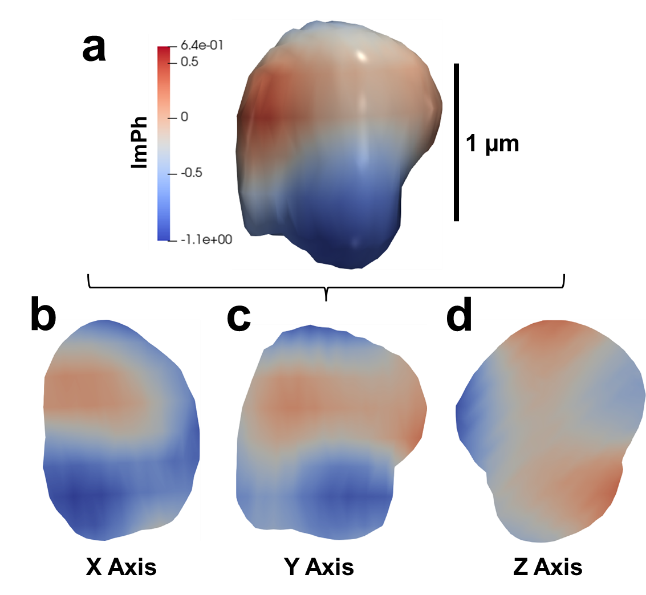 a
6.4e-01
0.5
0
-0.5
-1.1e+00
ImPh
1 µm
b
c
d
X Axis
Y Axis
Z Axis